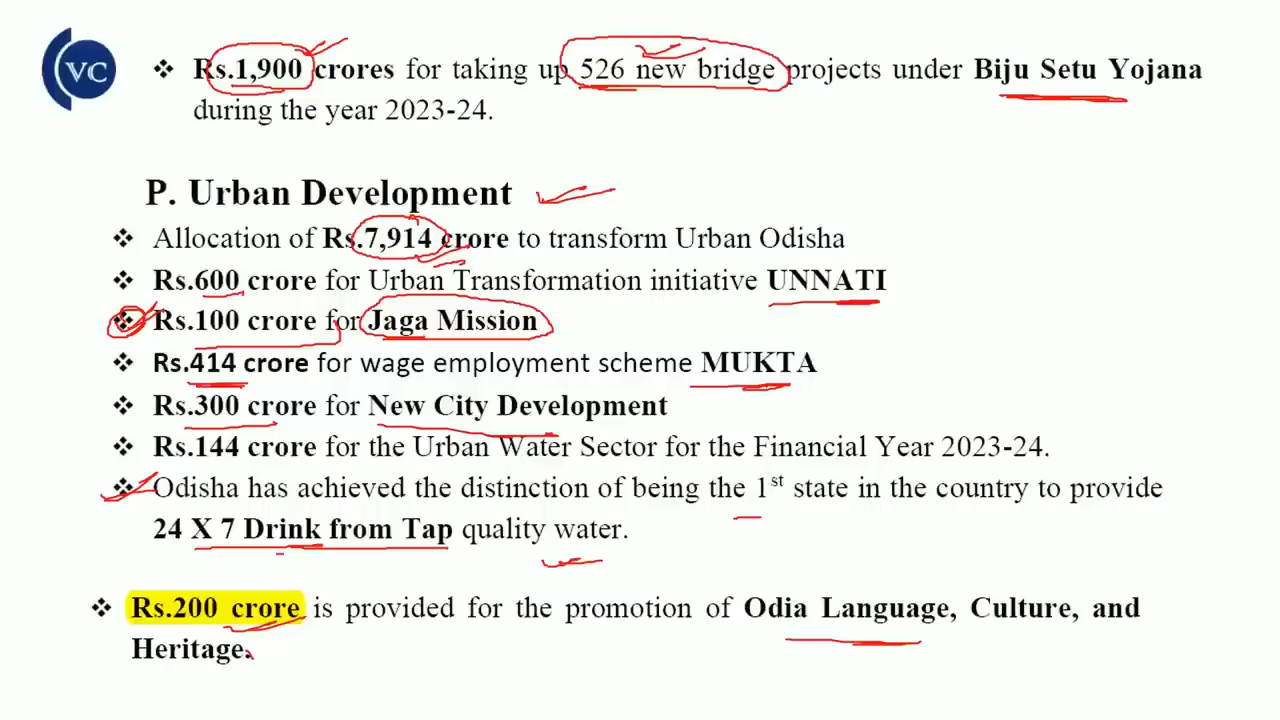 VC
❖ Rs.1,900 crores for taking up 526 new bridge projects under Biju Setu Yojana
during the year 2023-24.
P. Urban Development
❖ Allocation of Rs.7,914 crore to transform Urban Odisha
❖ Rs.600 crore for Urban Transformation initiative UNNATI
❖ Rs.100 crore for Jaga Mission
❖ Rs.414 crore for wage employment scheme MUKTA
❖ Rs.300 crore for New City Development
❖ Rs.144 crore for the Urban Water Sector for the Financial Year 2023-24.
❖ Odisha has achieved the distinction of being the 1st state in the country to provide
24 X 7 Drink from Tap quality water.
❖ Rs.200 crore is provided for the promotion of Odia Language, Culture, and
Heritage.